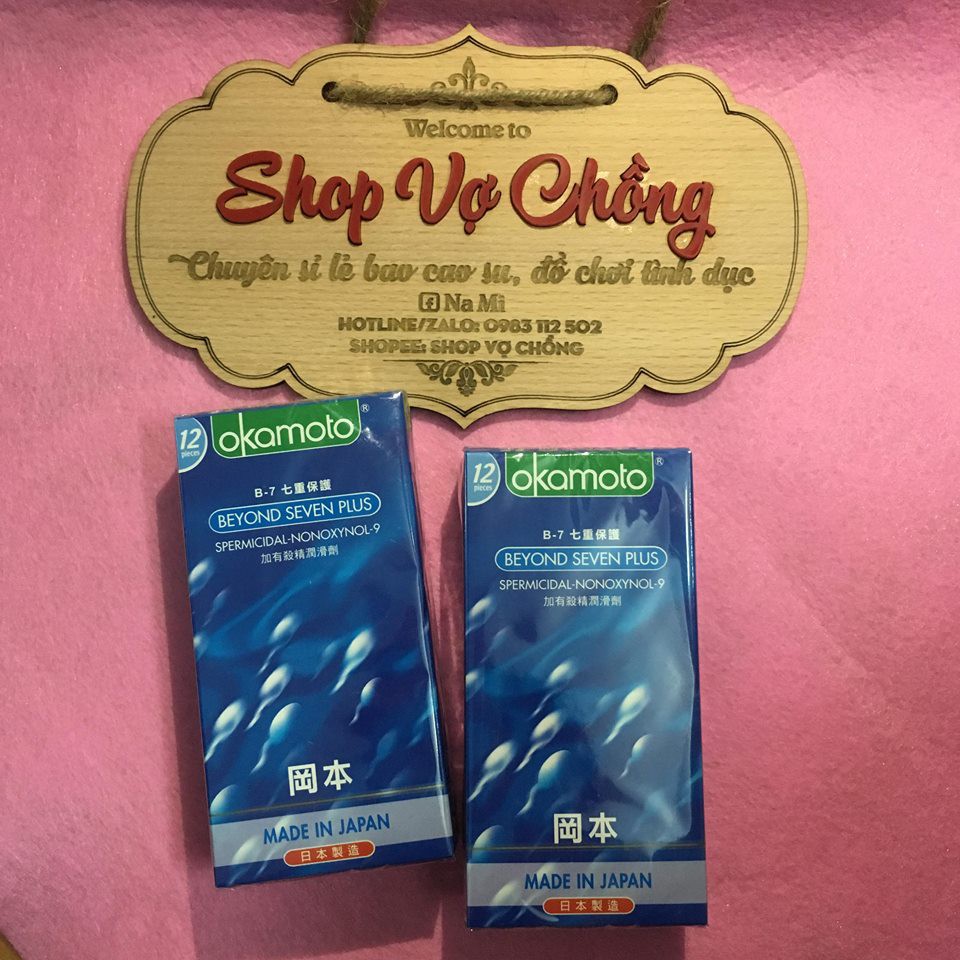 Welcome to
Shop Vợ Chồng
Chuyên sỉ lẻ bao cao su, đồ chơi tình dục
Na Mi
HOTLINE/ZALO: 0983 112 502
SHOPEE: SHOP VỢ CHỒNG
12 pieces
okamoto®
B-7 七重保護
BEYOND SEVEN PLUS
SPERMICIDAL-NONOXYNOL-9
加有殺精潤滑劑
岡本
MADE IN JAPAN
日本製造
12 pieces
okamoto®
B-7 七重保護
BEYOND SEVEN PLUS
SPERMICIDAL-NONOXYNOL-9
加有殺精潤滑劑
岡本
MADE IN JAPAN
日本製造